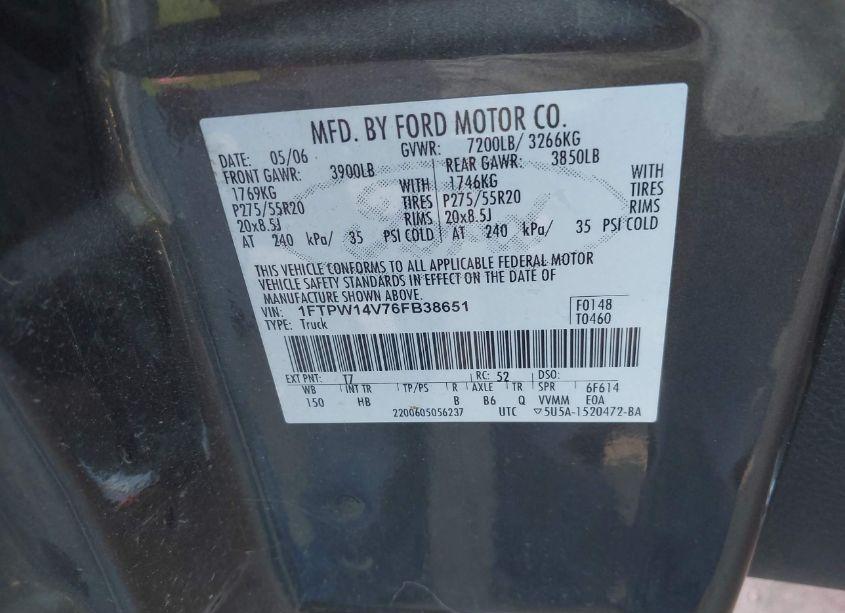 MFD. BY FORD MOTOR CO.
DATE: 05/06 GVWR: 7200LB/ 3266KG
FRONT GAWR: 3900LB REAR GAWR: 3850LB
1769KG WITH 1746KG WITH
P275/55R20 TIRES P275/55R20 TIRES
20x8.5J RIMS 20x8.5J RIMS
AT 240 kPa/ 35 PSI COLD AT 240 kPa/ 35 PSI COLD
THIS VEHICLE CONFORMS TO ALL APPLICABLE FEDERAL MOTOR
VEHICLE SAFETY STANDARDS IN EFFECT ON THE DATE OF
MANUFACTURE SHOWN ABOVE.
VIN: 1FTPW14V76FB38651 F0148
TYPE: Truck T0460
EXT PNT: T7 RC: 52 DSO:
WB INT TR TP/PS R AXLE TR SPR 6F614
150 HB B B6 Q VVMM E0A
2200605056237 UTC ▽5U5A-1520472-BA